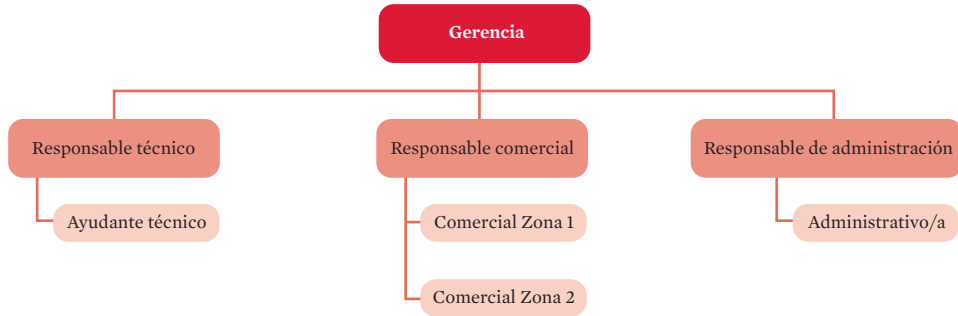 Gerencia
Responsable técnico
Responsable comercial
Responsable de administración
Ayudante técnico
Comercial Zona 1
Administrativo/a
Comercial Zona 2